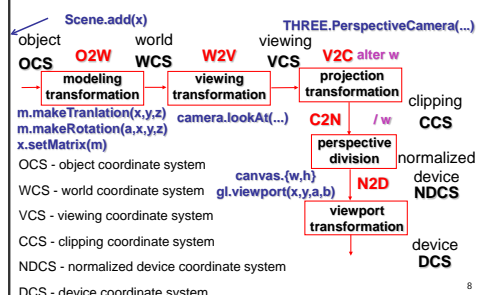 Scene.add(x)
THREE.PerspectiveCamera(...)
object
world
viewing
OCS
O2W
WCS
W2V
VCS
V2C alter w
modeling
transformation
viewing
transformation
projection
transformation
clipping
CCS
m.makeTranlation(x,y,z)
m.makeRotation(a,x,y,z)
x.setMatrix(m)
camera.lookAt(...)
C2N
/ w
perspective
division
normalized
device
NDCS
OCS - object coordinate system
canvas.{w,h}
gl.viewport(x,y,a,b)
N2D
WCS - world coordinate system
viewport
transformation
VCS - viewing coordinate system
CCS - clipping coordinate system
device
DCS
NDCS - normalized device coordinate system
DCS - device coordinate system
8